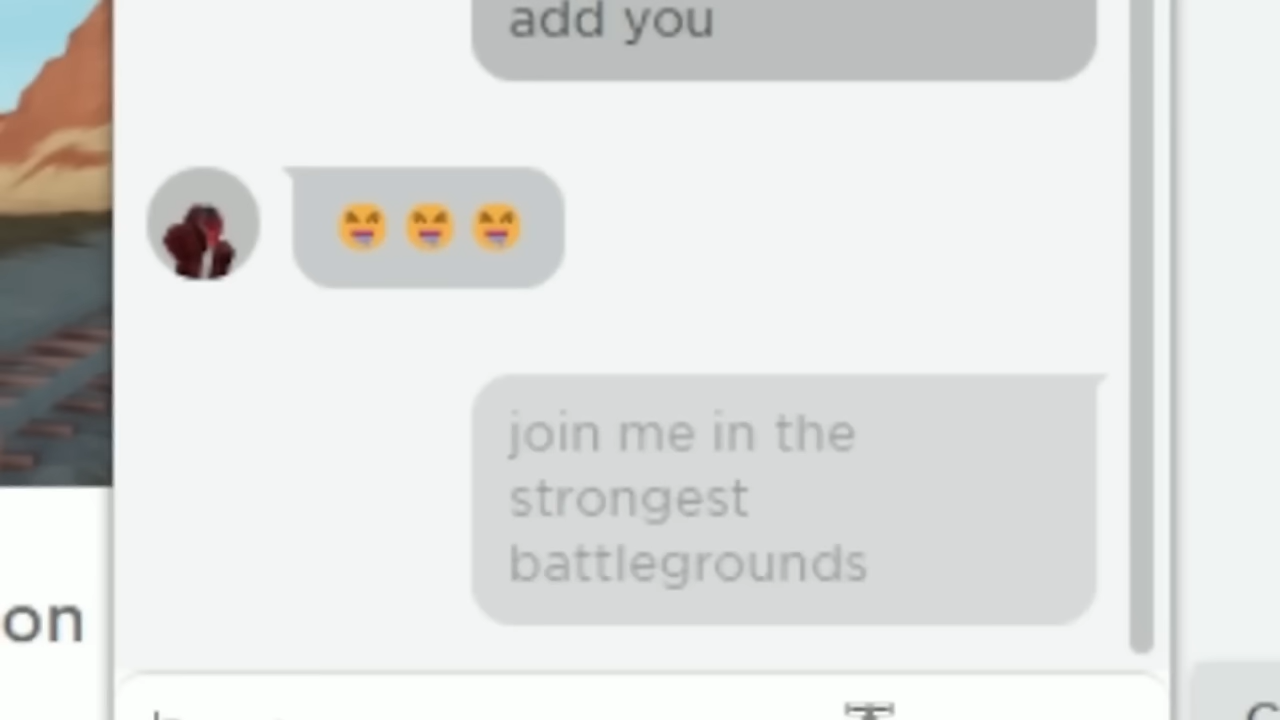 add you
😝 😝 😝
join me in the
strongest
battlegrounds
on